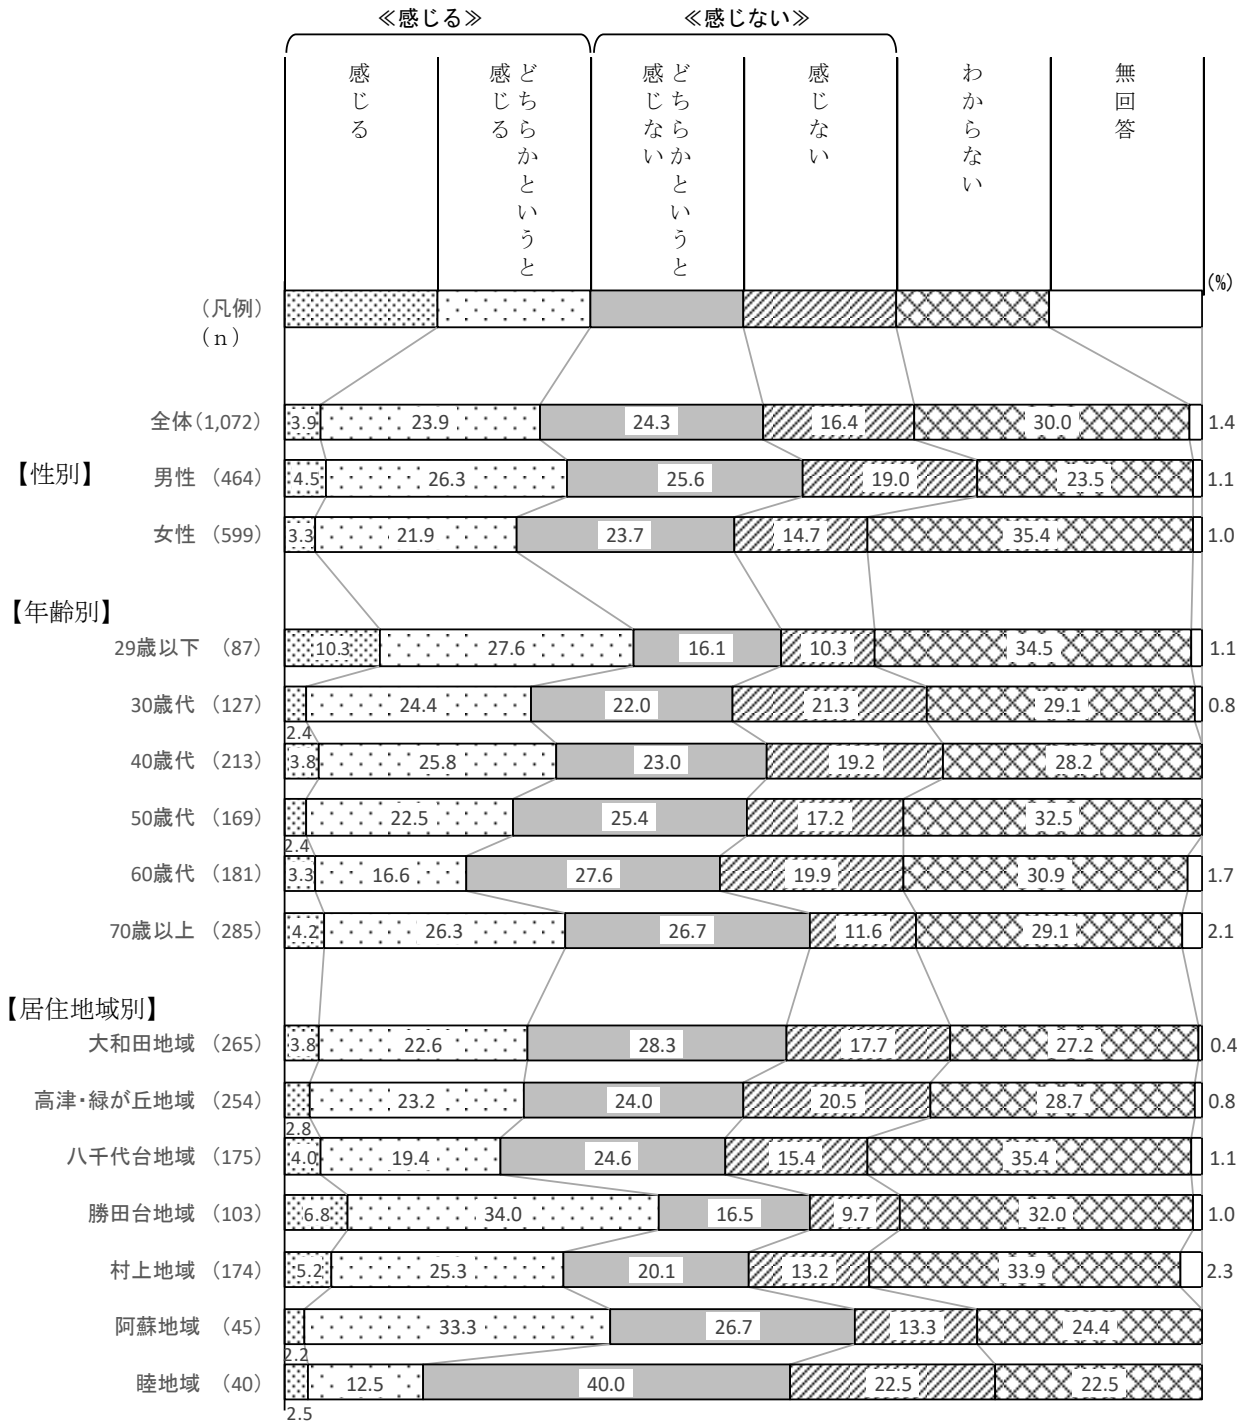 ≪感じる≫ ≪感じない≫
感じる
どちらかというと
感じる
どちらかというと
感じない
感じない
わからない
無回答
(%)
(凡例)
(n)
全体(1,072) 3.9 23.9 24.3 16.4 30.0 1.4
【性別】
男性 (464) 4.5 26.3 25.6 19.0 23.5 1.1
女性 (599) 3.3 21.9 23.7 14.7 35.4 1.0
【年齢別】
29歳以下 (87) 10.3 27.6 16.1 10.3 34.5 1.1
30歳代 (127) 24.4 22.0 21.3 29.1 0.8
2.4
40歳代 (213) 3.8 25.8 23.0 19.2 28.2
50歳代 (169) 22.5 25.4 17.2 32.5
2.4
60歳代 (181) 3.3 16.6 27.6 19.9 30.9 1.7
70歳以上 (285) 4.2 26.3 26.7 11.6 29.1 2.1
【居住地域別】
大和田地域 (265) 3.8 22.6 28.3 17.7 27.2 0.4
高津・緑が丘地域 (254) 23.2 24.0 20.5 28.7 0.8
2.8
八千代台地域 (175) 4.0 19.4 24.6 15.4 35.4 1.1
勝田台地域 (103) 6.8 34.0 16.5 9.7 32.0 1.0
村上地域 (174) 5.2 25.3 20.1 13.2 33.9 2.3
阿蘇地域 (45) 33.3 26.7 13.3 24.4
2.2
睦地域 (40) 12.5 40.0 22.5 22.5
2.5